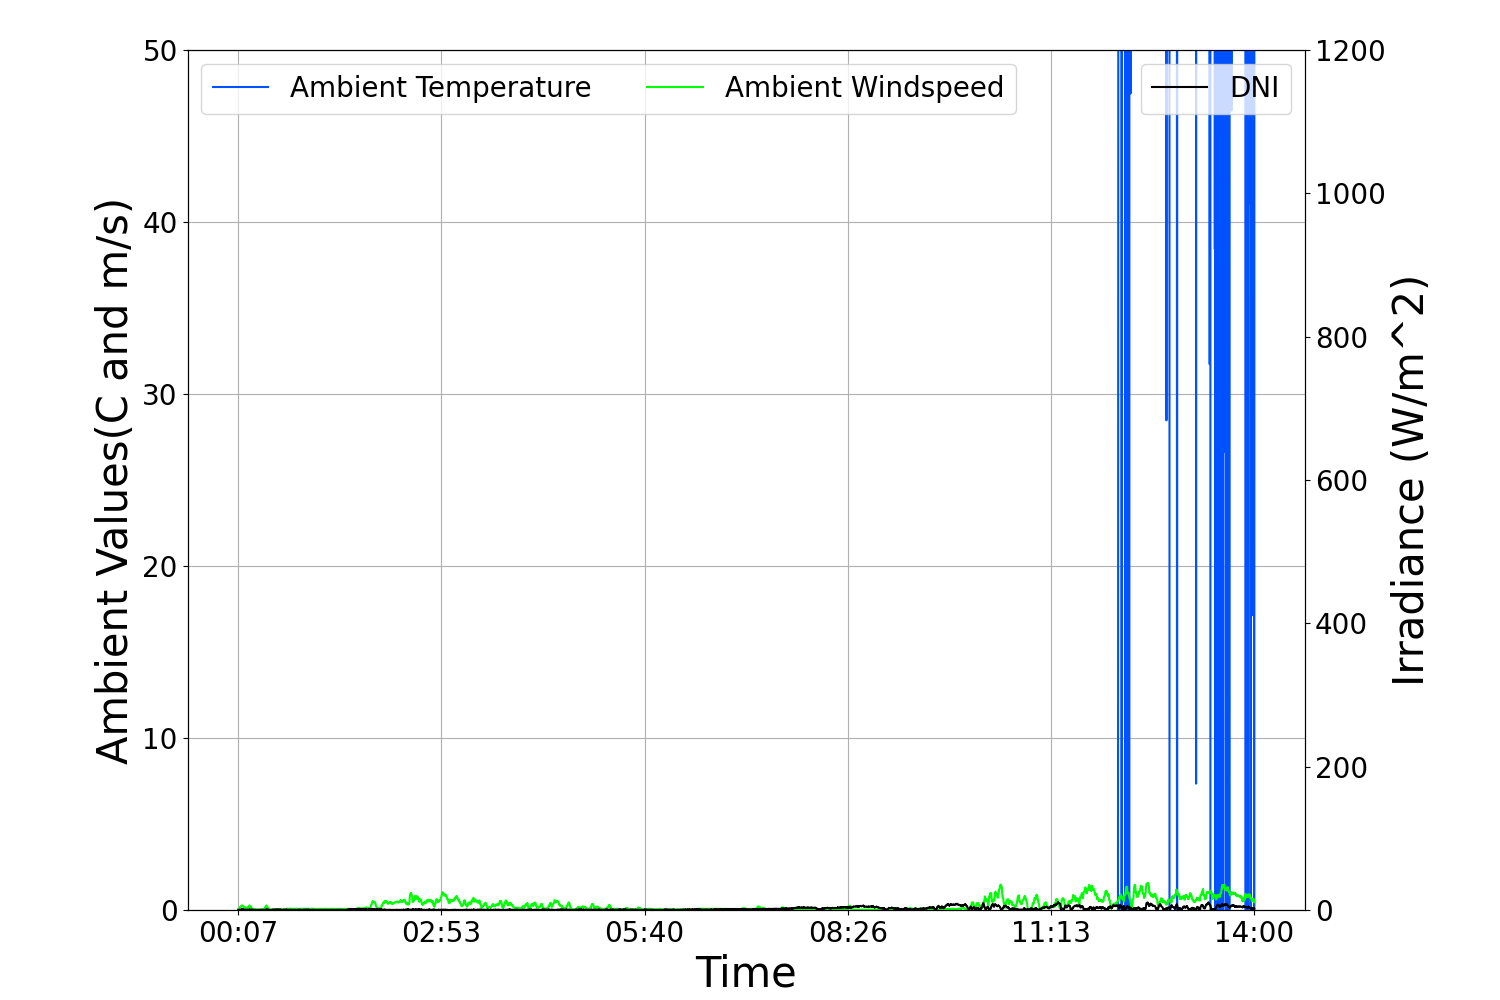 Ambient Temperature
Ambient Windspeed
DNI
Ambient Values(C and m/s)
50
40
30
20
10
0
1200
1000
800
600
400
200
0
Irradiance (W/m^2)
00:07 02:53 05:40 08:26 11:13 14:00
Time